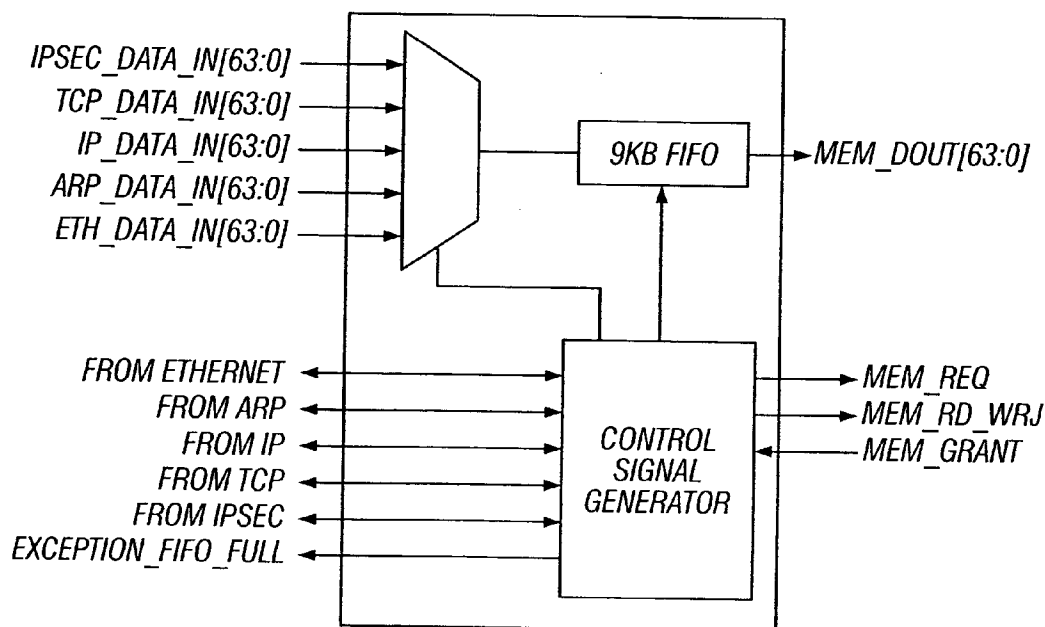 IPSEC_DATA_IN[63:0]
TCP_DATA_IN[63:0]
IP_DATA_IN[63:0]
ARP_DATA_IN[63:0]
ETH_DATA_IN[63:0]
9KB FIFO
MEM_DOUT[63:0]
FROM ETHERNET
FROM ARP
FROM IP
FROM TCP
FROM IPSEC
EXCEPTION_FIFO_FULL
CONTROL
SIGNAL
GENERATOR
MEM_REQ
MEM_RD_WRJ
MEM_GRANT